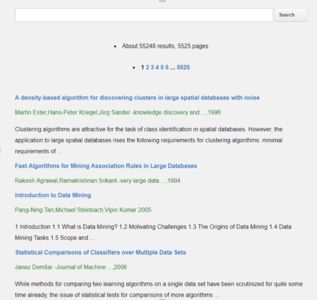 Search
About 55248 results, 5525 pages
1 2 3 4 5 6 ... 5525
A density-based algorithm for discovering clusters in large spatial databases with noise
Martin Ester,Hans-Peter Kriegel,Jörg Sander -knowledge discovery and ...,1996
Clustering algorithms are attractive for the task of class identification in spatial databases. However, the
application to large spatial databases rises the following requirements for clustering algorithms: minimal
requirements of ...
Fast Algorithms for Mining Association Rules in Large Databases
Rakesh Agrawal,Ramakrishnan Srikant -very large data ...,1994
Introduction to Data Mining
Pang-Ning Tan,Michael Steinbach,Vipin Kumar 2005
1 Introduction 1.1 What is Data Mining? 1.2 Motivating Challenges 1.3 The Origins of Data Mining 1.4 Data
Mining Tasks 1.5 Scope and ...
Statistical Comparisons of Classifiers over Multiple Data Sets
Janez Demšar -Journal of Machine ...,2006
While methods for comparing two learning algorithms on a single data set have been scrutinized for quite some
time already, the issue of statistical tests for comparisons of more algorithms ...